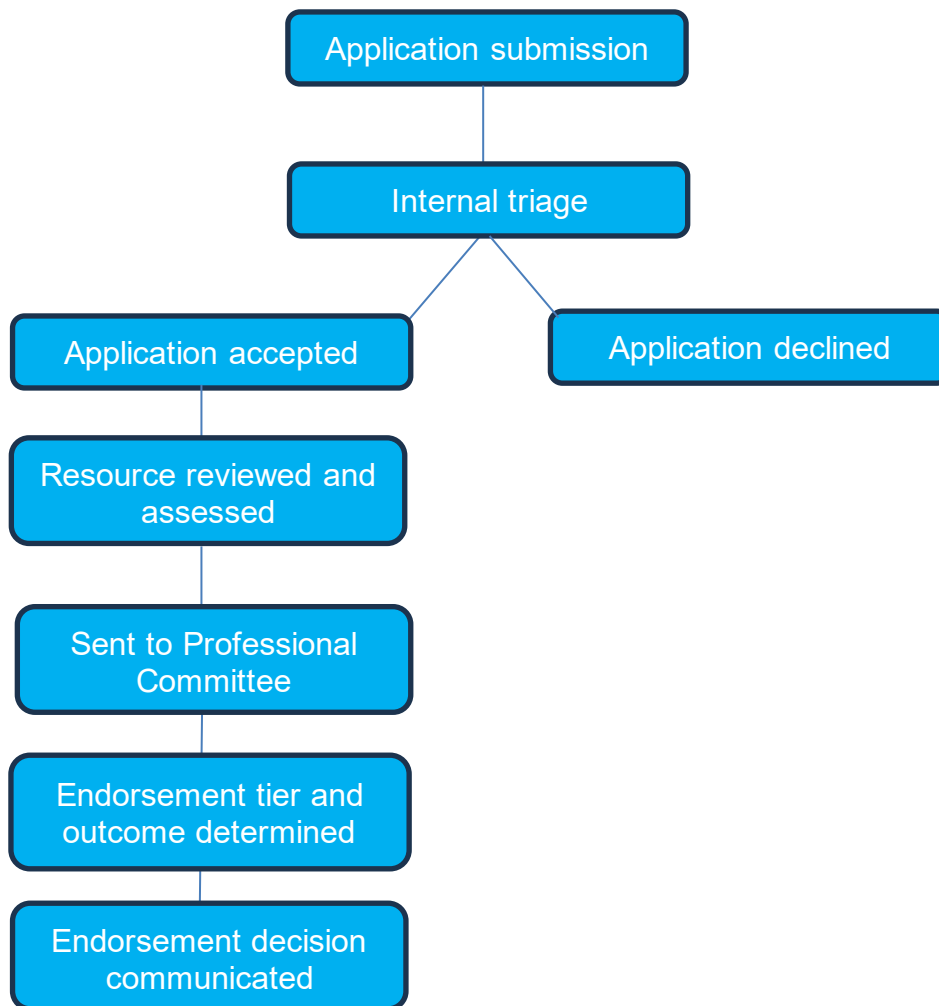 Application submission
Internal triage
Application accepted
Application declined
Resource reviewed and
assessed
Sent to Professional
Committee
Endorsement tier and
outcome determined
Endorsement decision
communicated